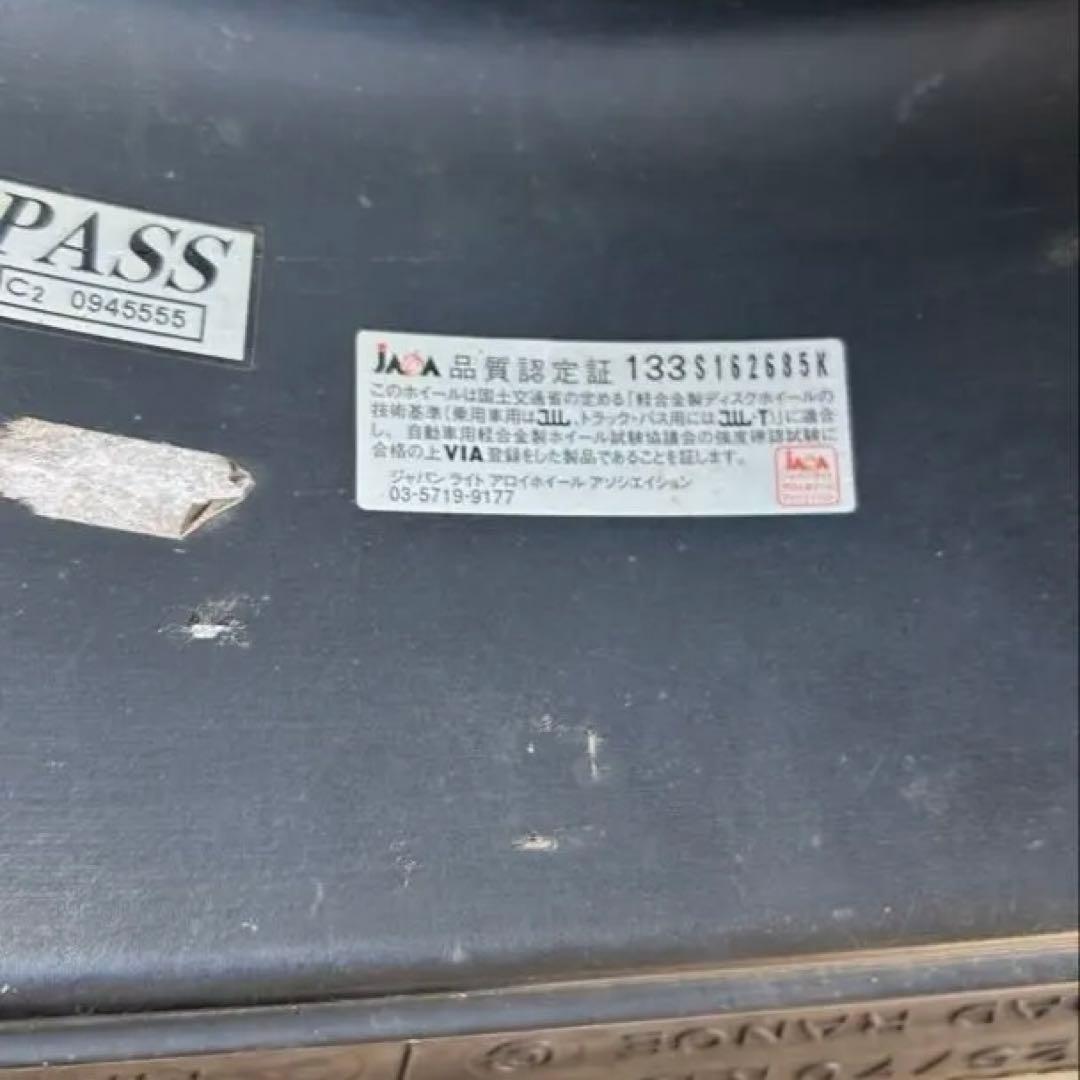 PASS
C2 0945555
JAWA 品質認定証 133S162685K
このホイールは国土交通省の定める「軽合金製ディスクホイールの
技術基準(乗用車用はJWL、トラック・バス用にはJWL・T)」に適合
し、自動車用軽合金製ホイール試験協議会の強度確認試験に
合格の上VIA登録をした製品であることを証します。
ジャパン ライト アロイホイール アソシエイション
03-5719-9177
JAWA